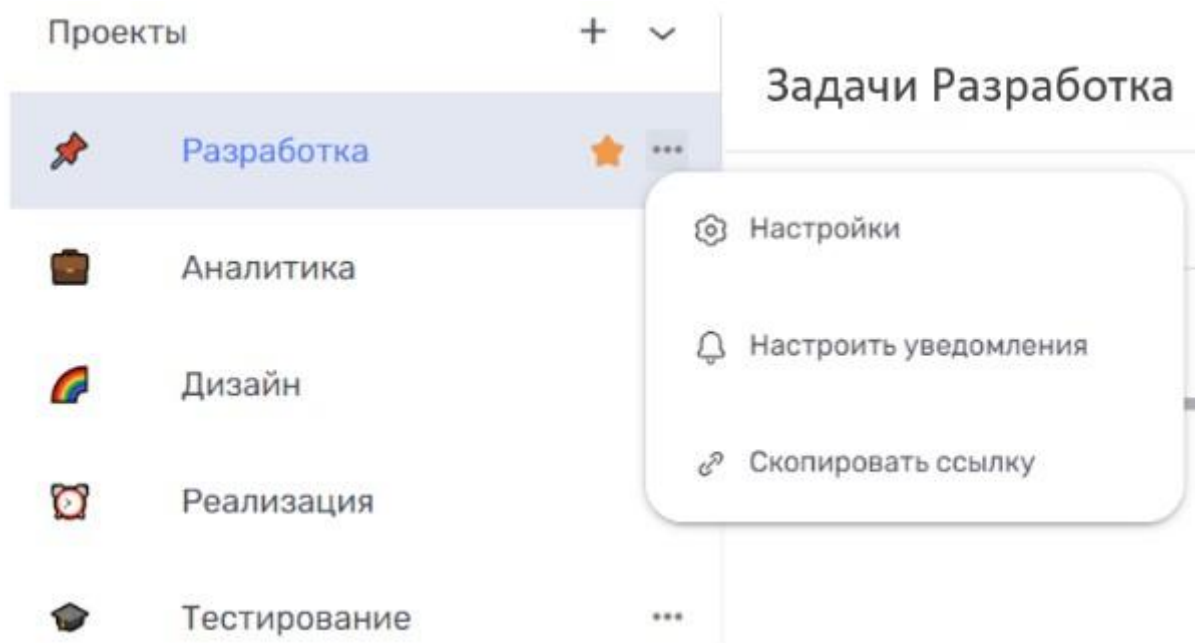 Проекты
Задачи Разработка
Разработка
Настройки
Аналитика
Настроить уведомления
Дизайн
Скопировать ссылку
Реализация
Тестирование